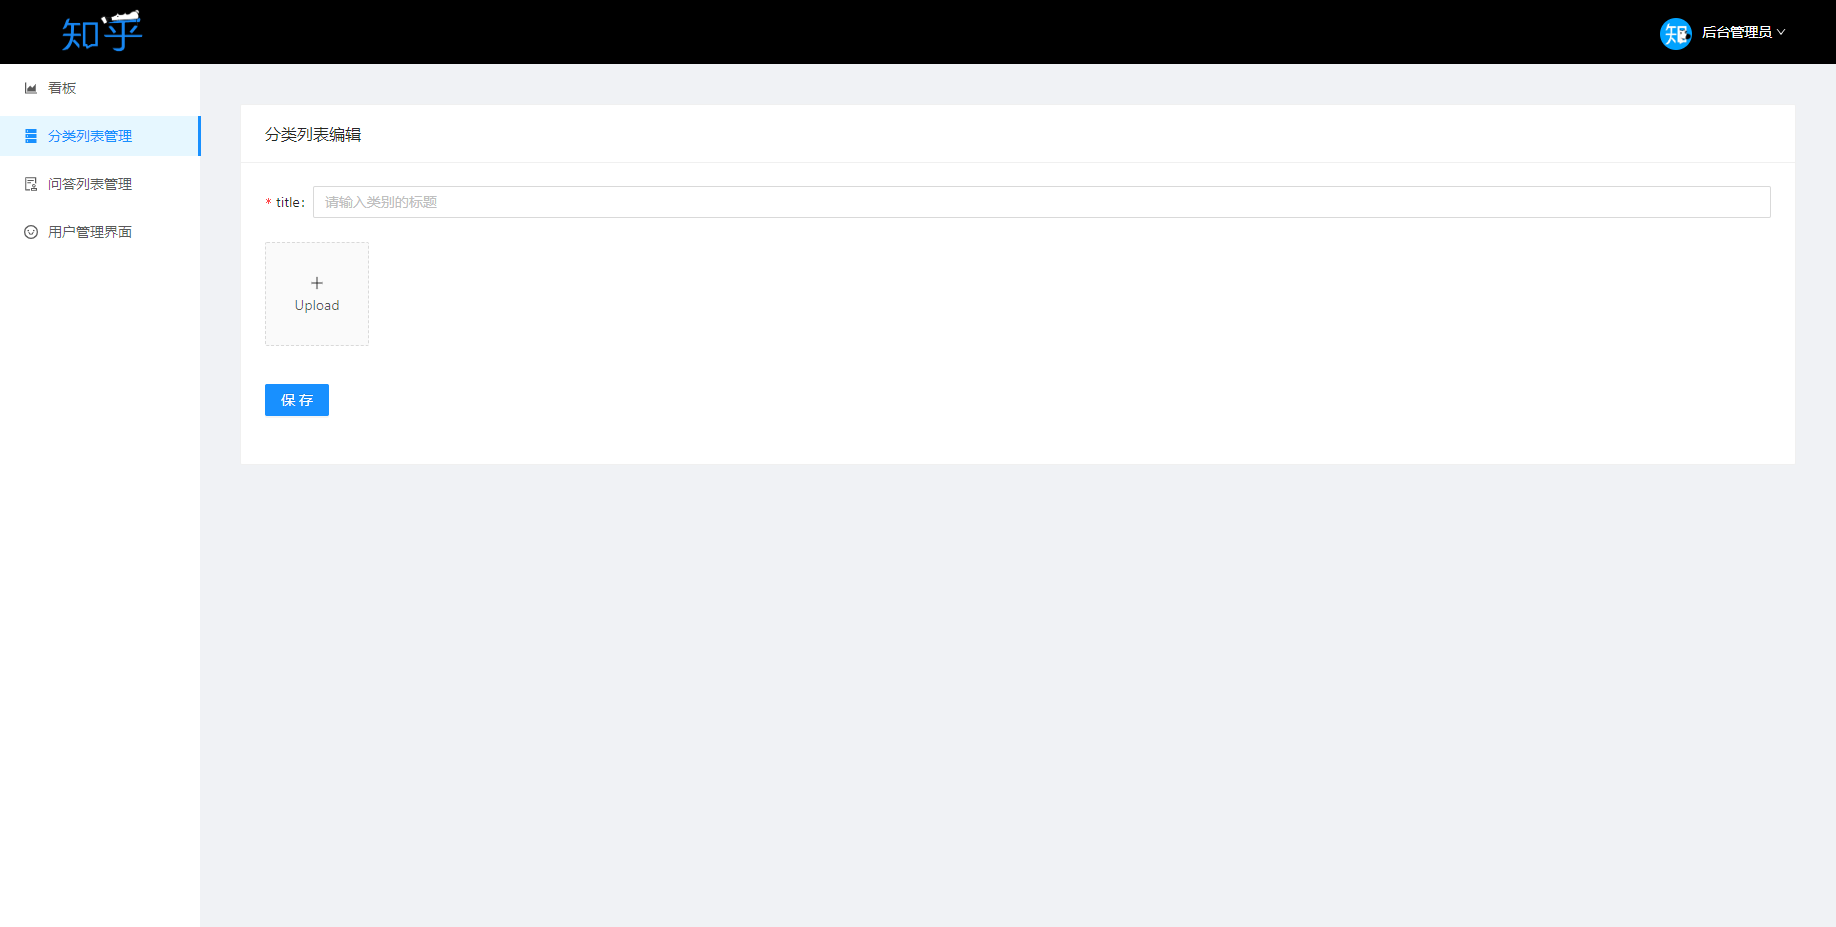 知乎
知
后台管理员
看板
分类列表管理
问答列表管理
用户管理界面
分类列表编辑
* title:
请输入类别的标题
Upload
保 存